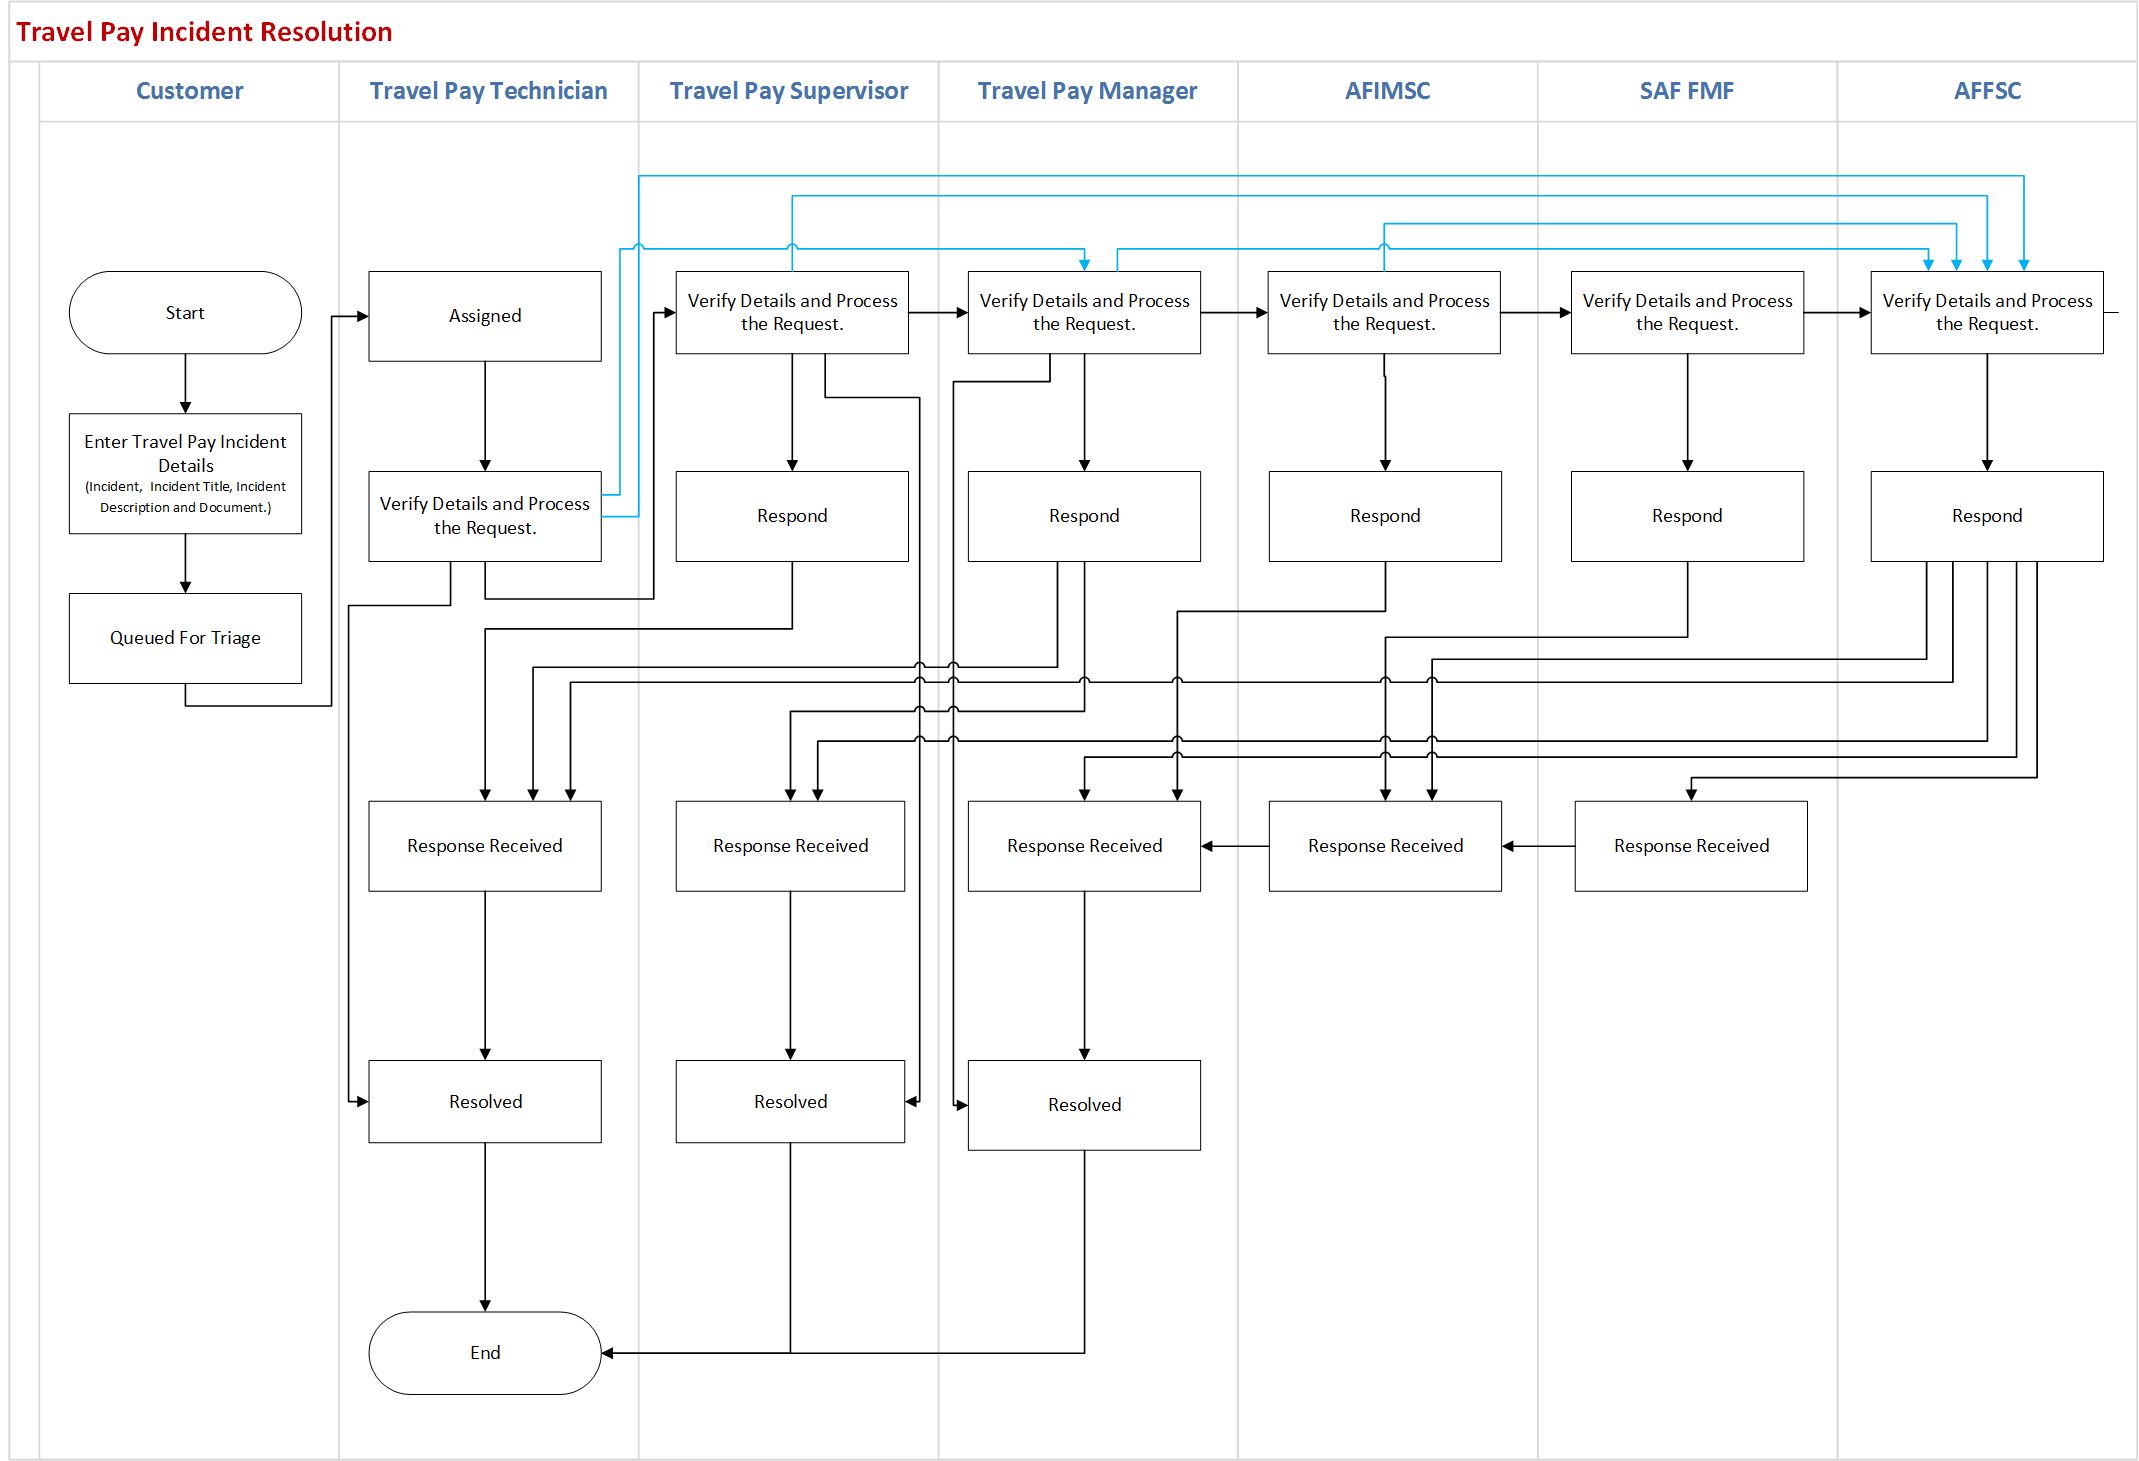 Travel Pay Incident Resolution
Customer
Travel Pay Technician
Travel Pay Supervisor
Travel Pay Manager
AFIMSC
SAF FMF
AFFSC
Start
Enter Travel Pay Incident
Details
(Incident, Incident Title, Incident
Description and Document.)
Queued For Triage
Assigned
Verify Details and Process
the Request.
Response Received
Resolved
End
Verify Details and Process
the Request.
Respond
Response Received
Resolved
Verify Details and Process
the Request.
Respond
Response Received
Resolved
Verify Details and Process
the Request.
Respond
Response Received
Verify Details and Process
the Request.
Respond
Response Received
Verify Details and Process
the Request.
Respond